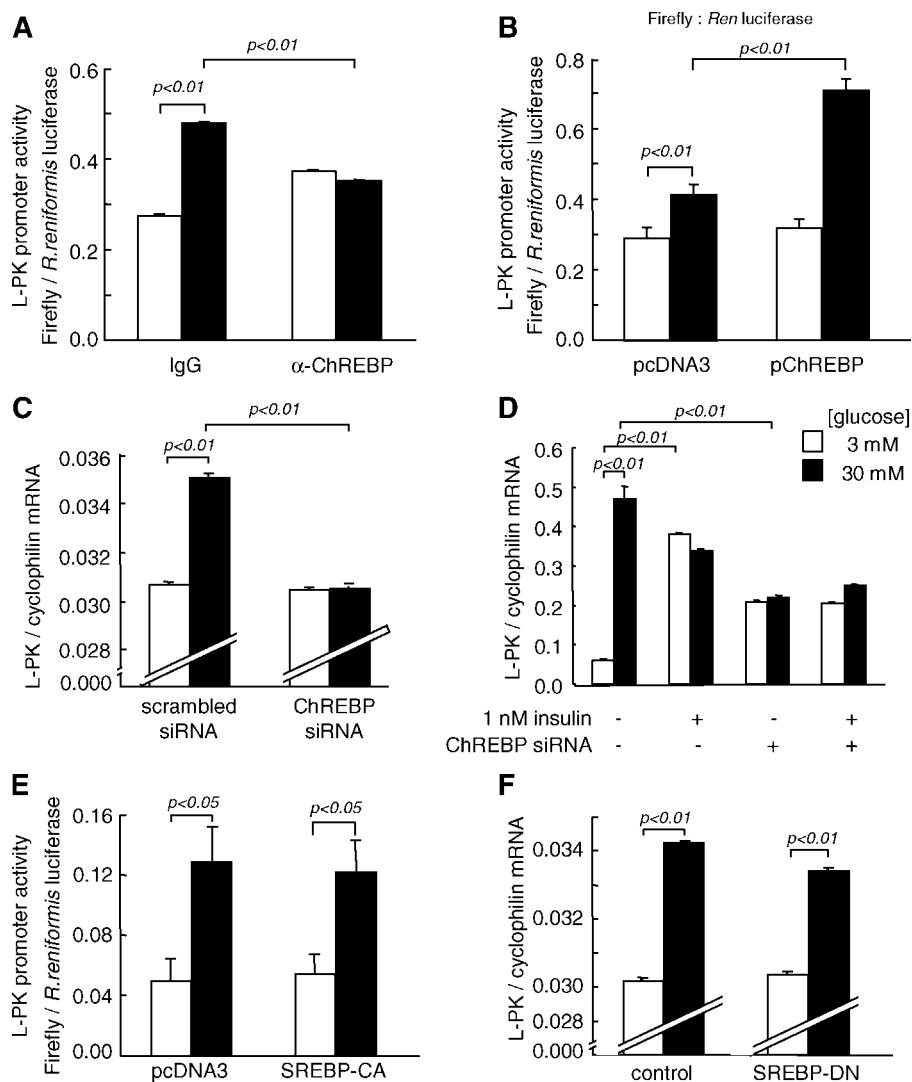 A
p<0.01
p<0.01
L-PK promoter activity
Firefly / R.reniformis luciferase
0.6
0.4
0.2
0.0
IgG
α-ChREBP
B
Firefly : Ren luciferase
p<0.01
p<0.01
L-PK promoter activity
Firefly / R.reniformis luciferase
0.8
0.6
0.4
0.2
0.0
pcDNA3
pChREBP
C
p<0.01
p<0.01
L-PK / cyclophilin mRNA
0.036
0.034
0.032
0.030
0.028
0.000
scrambled
siRNA
ChREBP
siRNA
D
[glucose]
3 mM
30 mM
p<0.01
p<0.01
p<0.01
L-PK / cyclophilin mRNA
0.6
0.5
0.4
0.3
0.2
0.1
0.0
1 nM insulin - + - +
ChREBP siRNA - - + +
E
p<0.05
p<0.05
L-PK promoter activity
Firefly / R.reniformis luciferase
0.16
0.12
0.08
0.04
0.00
pcDNA3
SREBP-CA
F
p<0.01
p<0.01
L-PK / cyclophilin mRNA
0.034
0.032
0.030
0.028
0.000
control
SREBP-DN